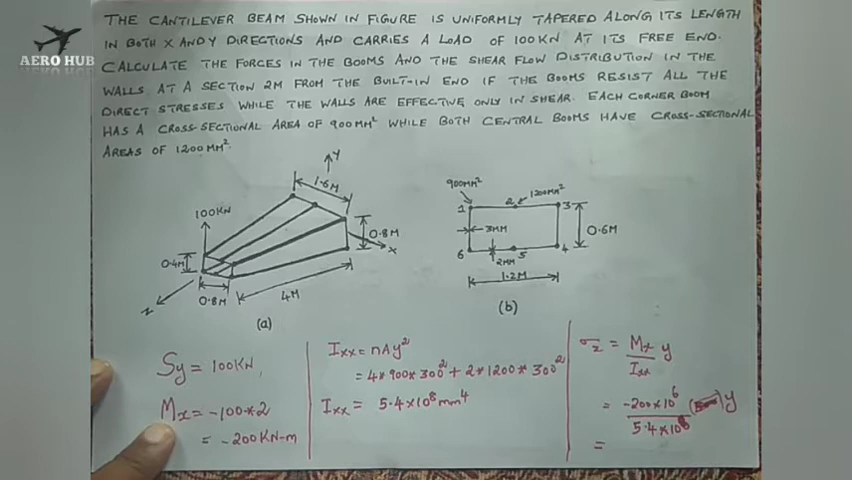 THE CANTILEVER BEAM SHOWN IN FIGURE IS UNIFORMLY TAPERED ALONG ITS LENGTH
IN BOTH X AND Y DIRECTIONS AND CARRIES A LOAD OF 100KN AT ITS FREE END.
AERO HUB
CALCULATE THE FORCES IN THE BOOMS AND THE SHEAR FLOW DISTRIBUTION IN THE
WALLS AT A SECTION 2M FROM THE BUILT-IN END IF THE BOOMS RESIST ALL THE
DIRECT STRESSES WHILE THE WALLS ARE EFFECTIVE ONLY IN SHEAR. EACH CORNER BOOM
HAS A CROSS-SECTIONAL AREA OF 900MM² WHILE BOTH CENTRAL BOOMS HAVE CROSS-SECTIONAL
AREAS OF 1200MM².
Y
1.6M
100KN
0.8M
X
0.4M
0.8M
4M
Z
(a)
900MM²
1200MM²
1
2
3
3MM
0.6M
6
5
4
2MM
1.2M
(b)
Sy = 100KN
Mx = -100*2
= -200KN-m
Ixx = nAy²
= 4*900*300² + 2*1200*300²
Ixx = 5.4×10⁸mm⁴
σz = Mx/Ixx y
= -200×10⁶/5.4×10⁸ y
=